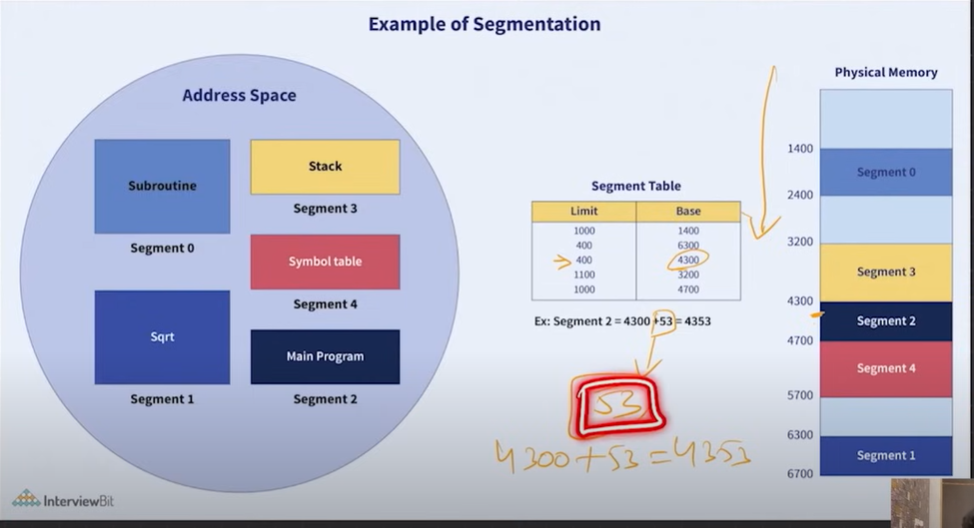 Example of Segmentation
Address Space
Subroutine
Segment 0
Stack
Segment 3
Symbol table
Segment 4
Sqrt
Segment 1
Main Program
Segment 2
Segment Table
Limit Base
1000 1400
400 6300
400 4300
1100 3200
1000 4700
Ex: Segment 2 = 4300 +53 = 4353
53
4300+53=4353
Physical Memory
1400
Segment 0
2400
3200
Segment 3
4300
Segment 2
4700
Segment 4
5700
6300
Segment 1
6700
InterviewBit